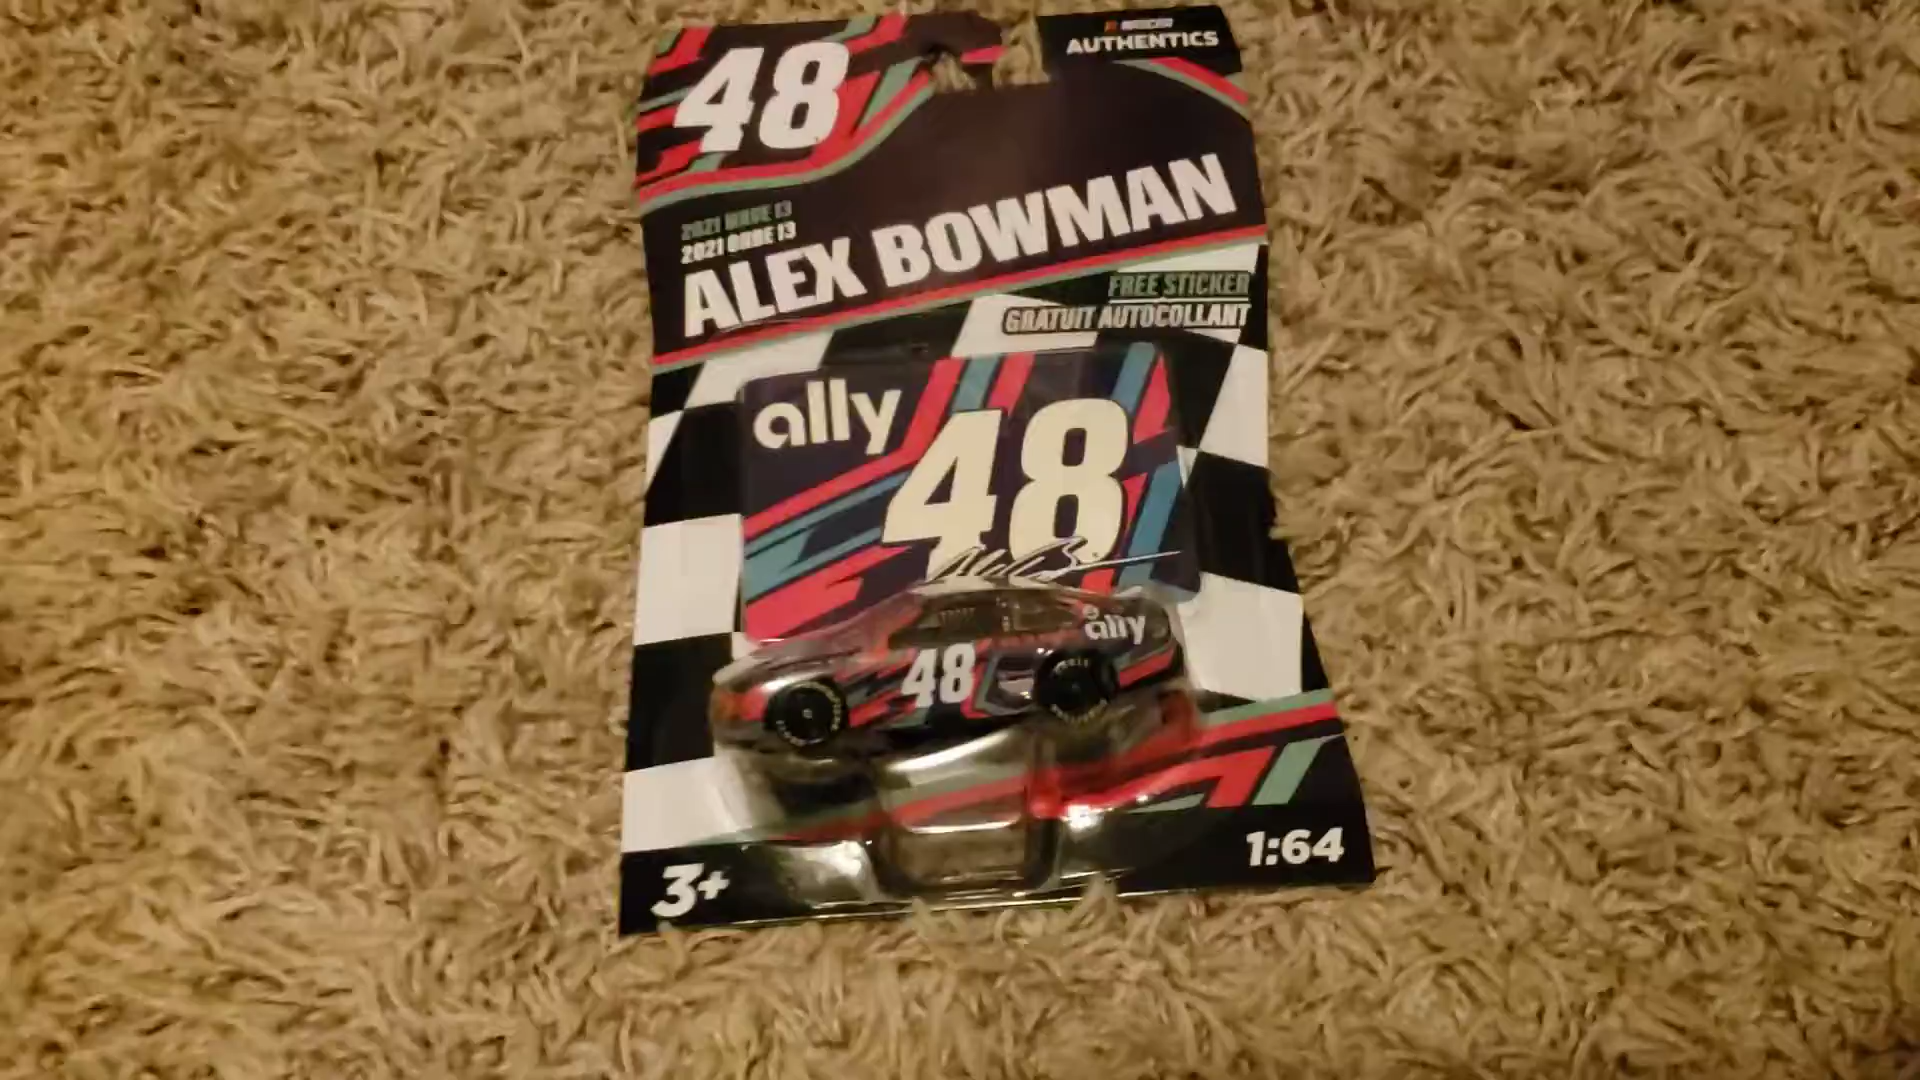 48
NASCAR
AUTHENTICS
2021 WAVE 13
2021 ONDE 13
ALEX BOWMAN
FREE STICKER
GRATUIT AUTOCOLLANT
ally
48
ally
48
3+
1:64